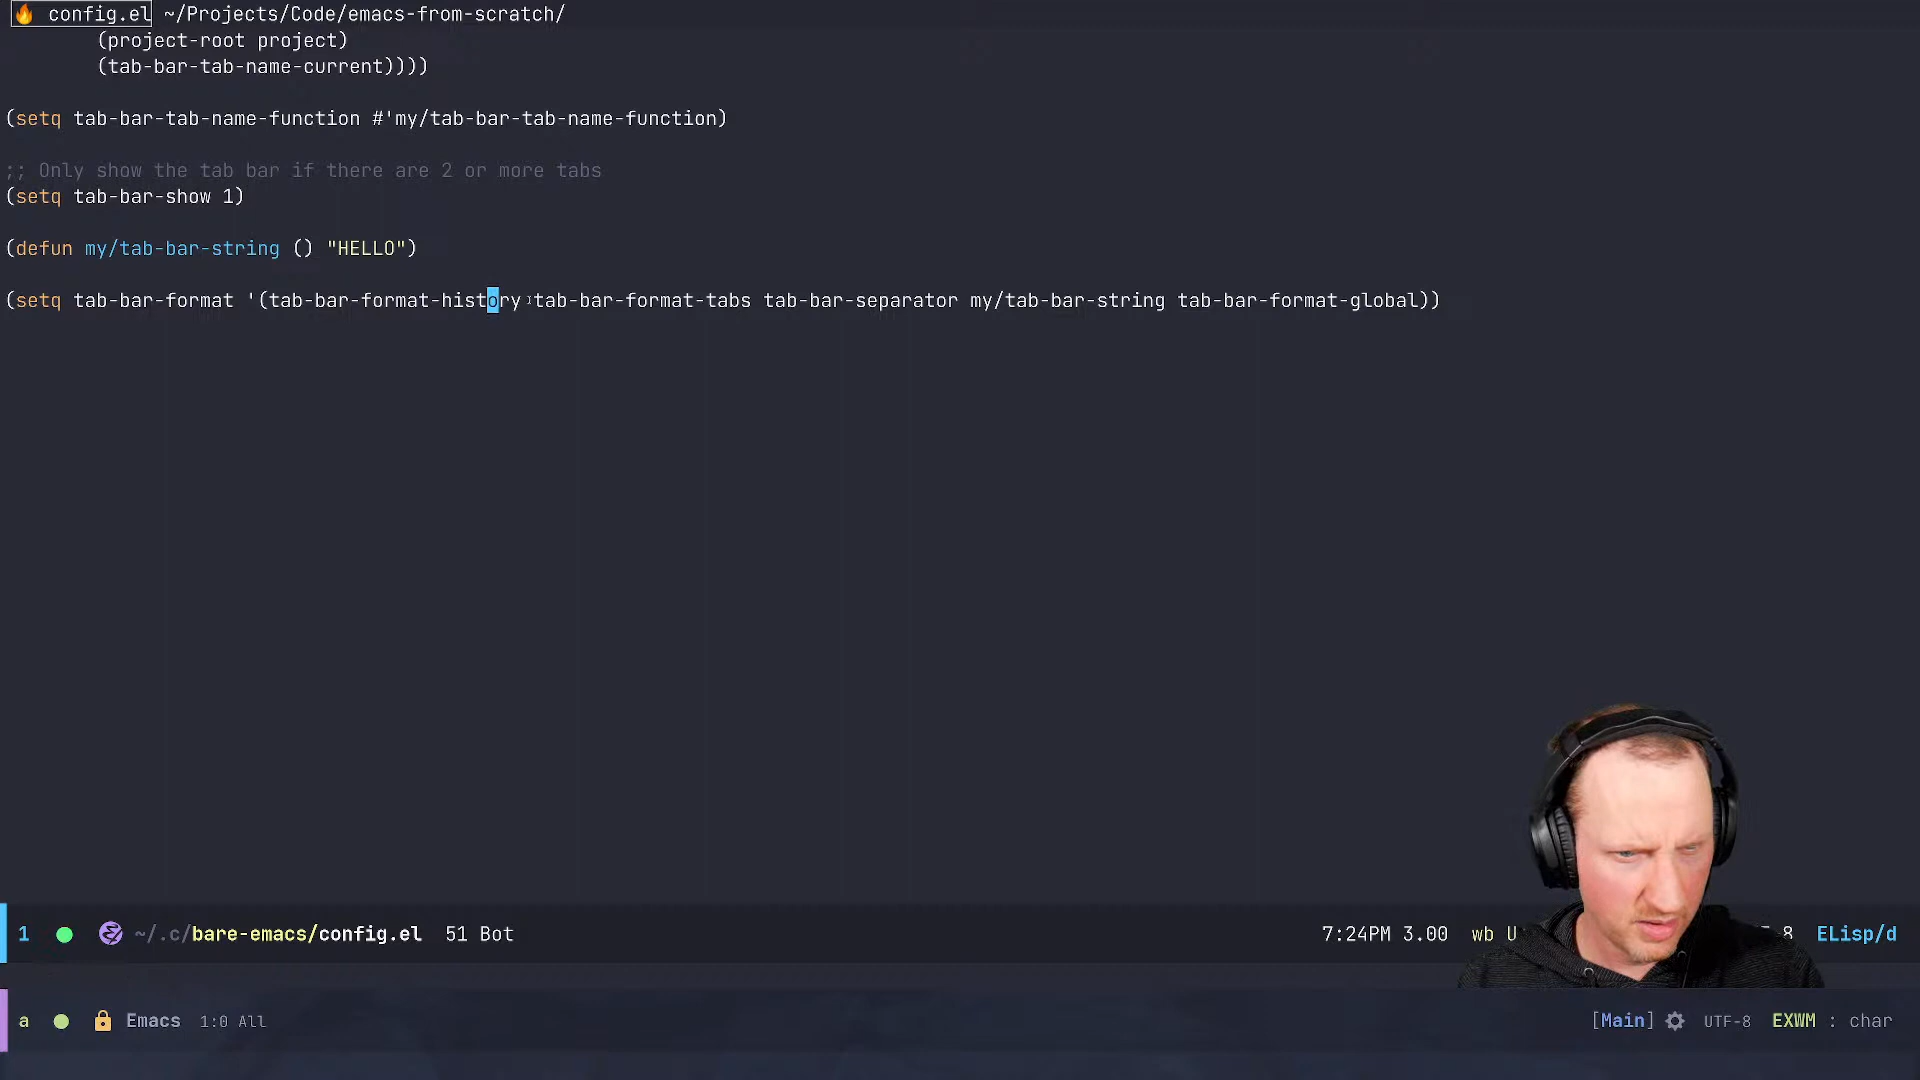 🔥 config.el ~/Projects/Code/emacs-from-scratch/
(project-root project)
(tab-bar-tab-name-current))))
(setq tab-bar-tab-name-function #'my/tab-bar-tab-name-function)
;; Only show the tab bar if there are 2 or more tabs
(setq tab-bar-show 1)
(defun my/tab-bar-string () "HELLO")
(setq tab-bar-format '(tab-bar-format-history tab-bar-format-tabs tab-bar-separator my/tab-bar-string tab-bar-format-global))
1 ~/.c/bare-emacs/config.el 51 Bot 7:24PM 3.00 wb U 8 ELisp/d
a Emacs 1:0 All [Main] UTF-8 EXWM : char